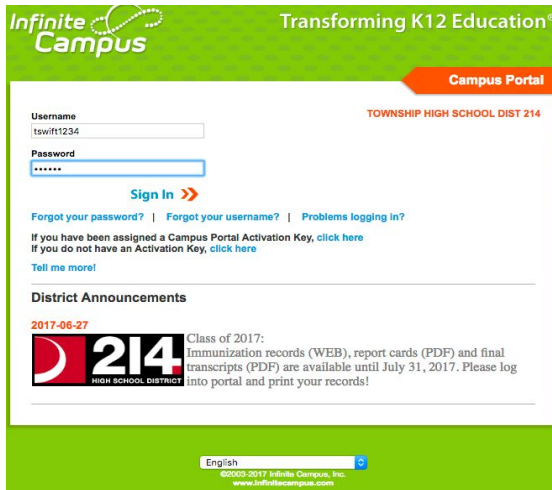 Infinite
Campus
Transforming K12 Education®
Campus Portal
TOWNSHIP HIGH SCHOOL DIST 214
Username
tswift1234
Password
••••••
Sign In
Forgot your password? | Forgot your username? | Problems logging in?
If you have been assigned a Campus Portal Activation Key, click here
If you do not have an Activation Key, click here
Tell me more!
District Announcements
2017-06-27
214
HIGH SCHOOL DISTRICT
Class of 2017:
Immunization records (WEB), report cards (PDF) and final
transcripts (PDF) are available until July 31, 2017. Please log
into portal and print your records!
English
©2003-2017 Infinite Campus, Inc.
www.infinitecampus.com